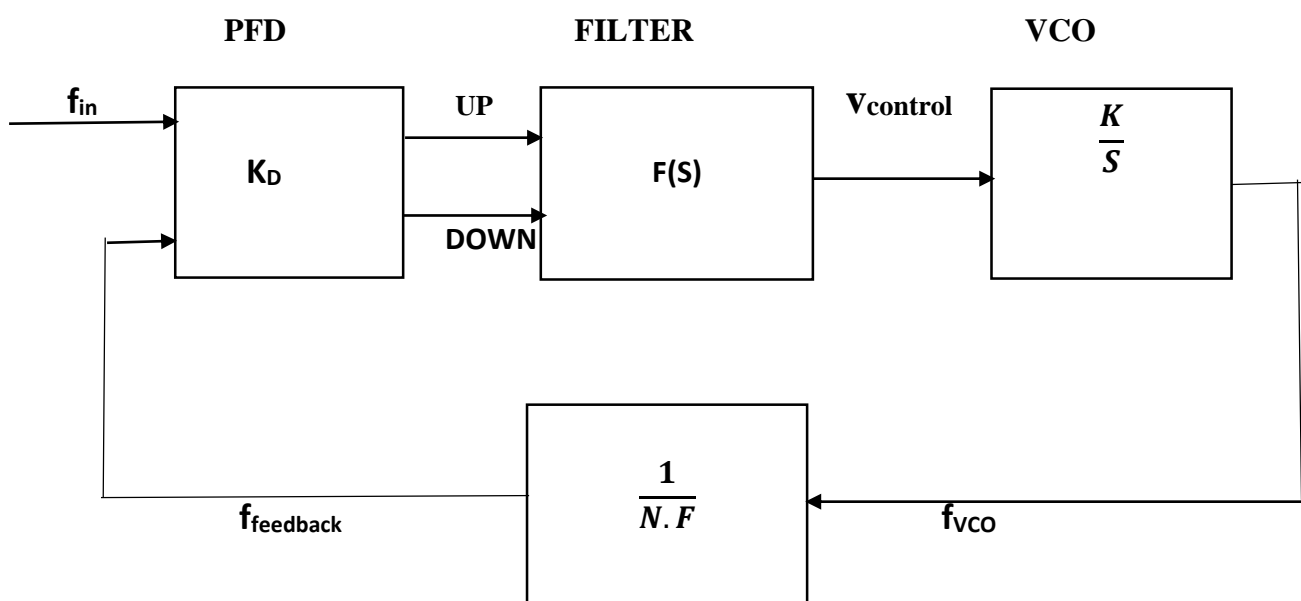 PFD FILTER VCO
fin UP vcontrol K/S
KD F(S)
DOWN
1/N.F
ffeedback fVCO